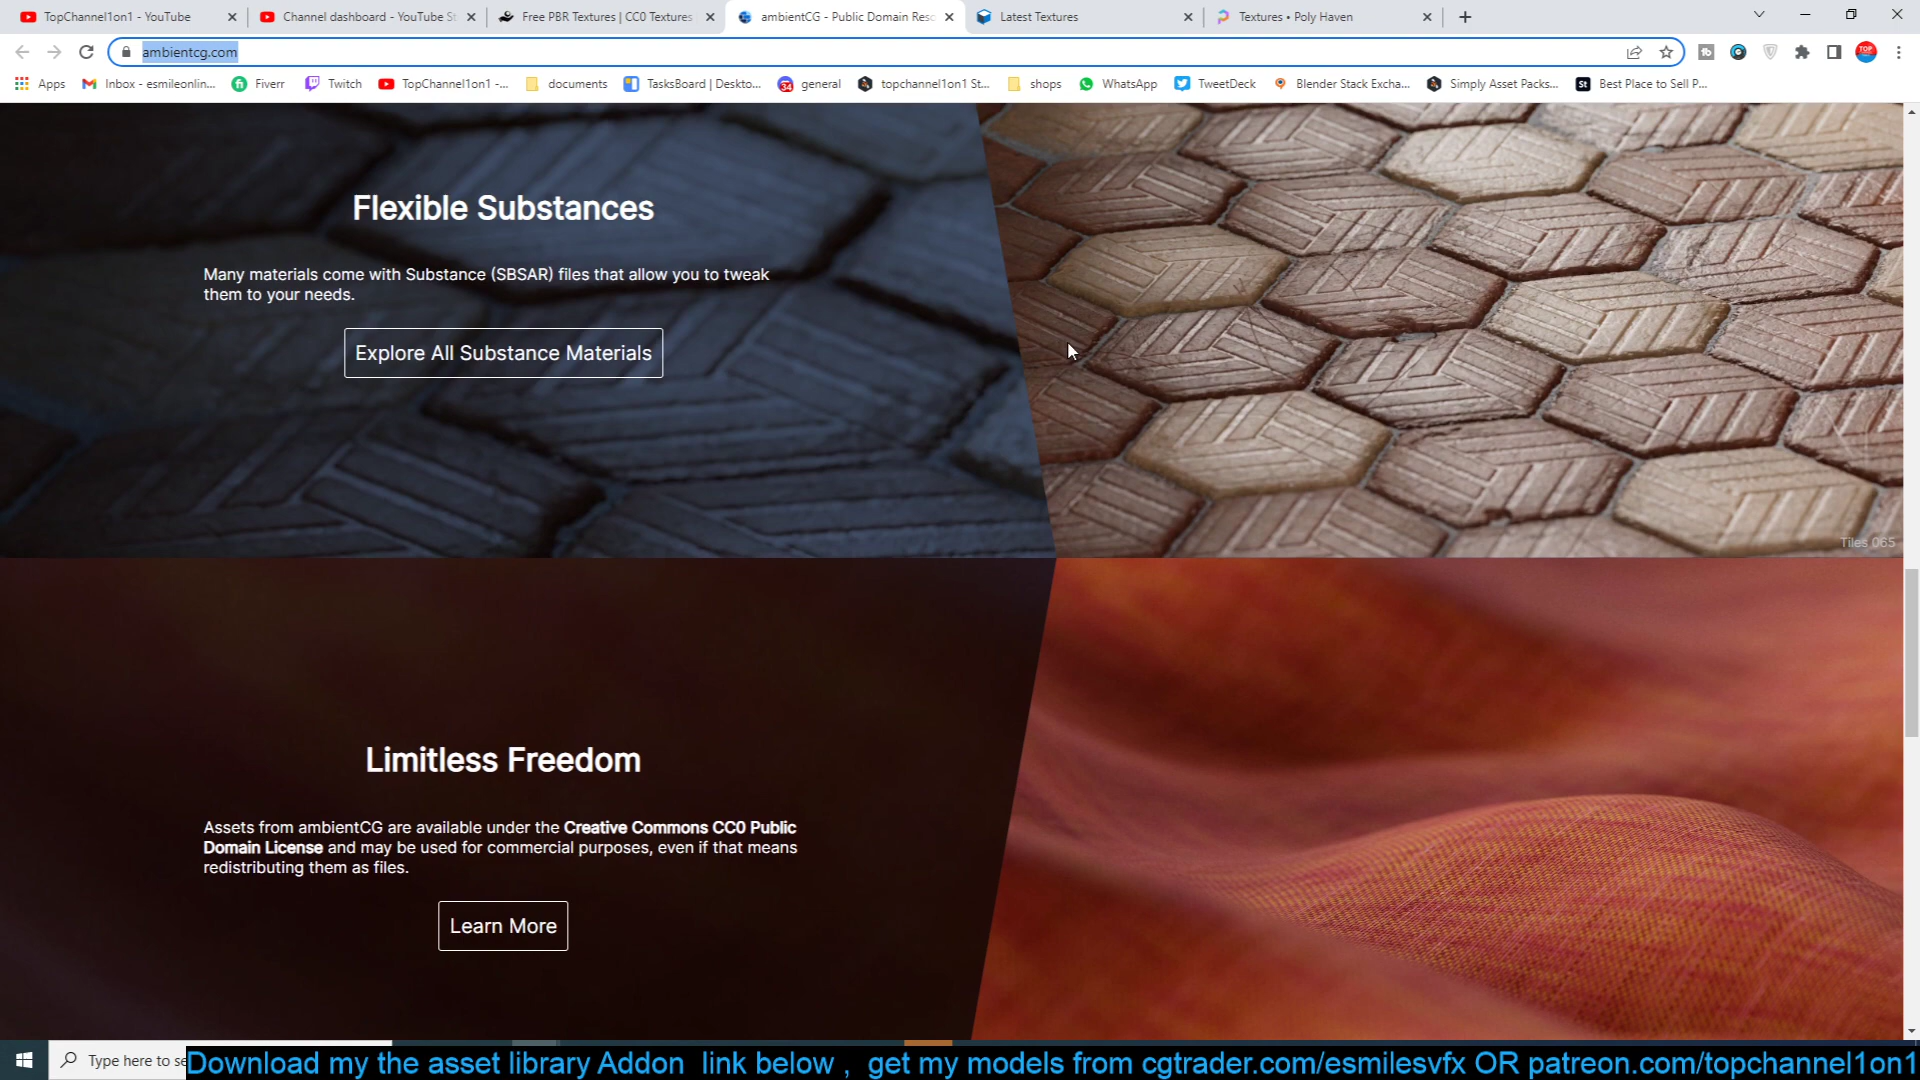 TopChannel1on1 - YouTube
Channel dashboard - YouTube St
Free PBR Textures | CC0 Textures
ambientCG - Public Domain Reso
Latest Textures
Textures • Poly Haven
ambientcg.com
Apps
Inbox - esmileonlin...
Fiverr
Twitch
TopChannel1on1 -...
documents
TasksBoard | Deskto...
34
general
topchannel1on1 St...
shops
WhatsApp
TweetDeck
Blender Stack Excha...
Simply Asset Packs...
St
Best Place to Sell P...
Flexible Substances
Many materials come with Substance (SBSAR) files that allow you to tweak
them to your needs.
Explore All Substance Materials
Tiles 065
Limitless Freedom
Assets from ambientCG are available under the Creative Commons CC0 Public
Domain License and may be used for commercial purposes, even if that means
redistributing them as files.
Learn More
Type here to se
Download my the asset library Addon link below , get my models from cgtrader.com/esmilesvfx OR patreon.com/topchannel1on1